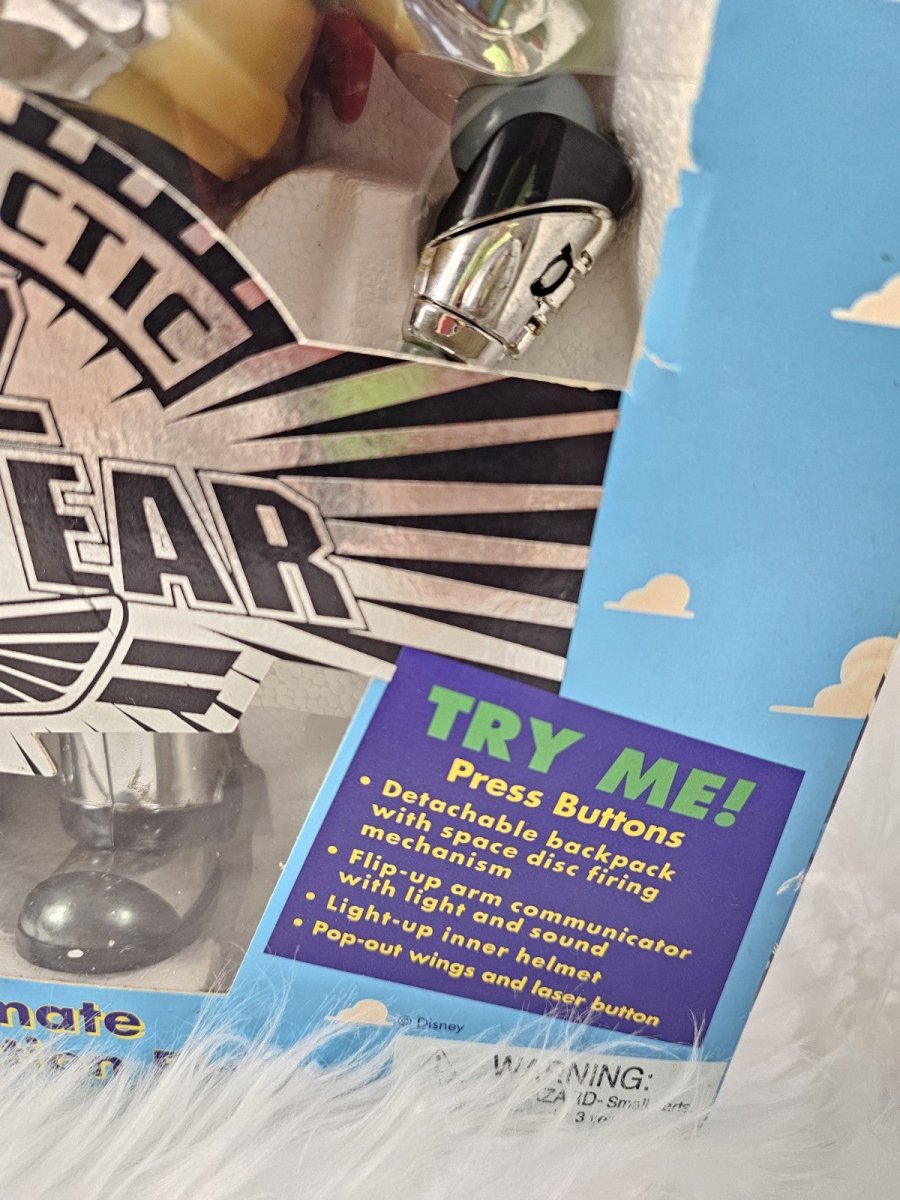 CTIC
EAR
TRY ME!
Press Buttons
• Detachable backpack
with space disc firing
mechanism
• Flip-up arm communicator
with light and sound
• Light-up inner helmet
• Pop-out wings and laser button
mate
© Disney
WARNING:
Small